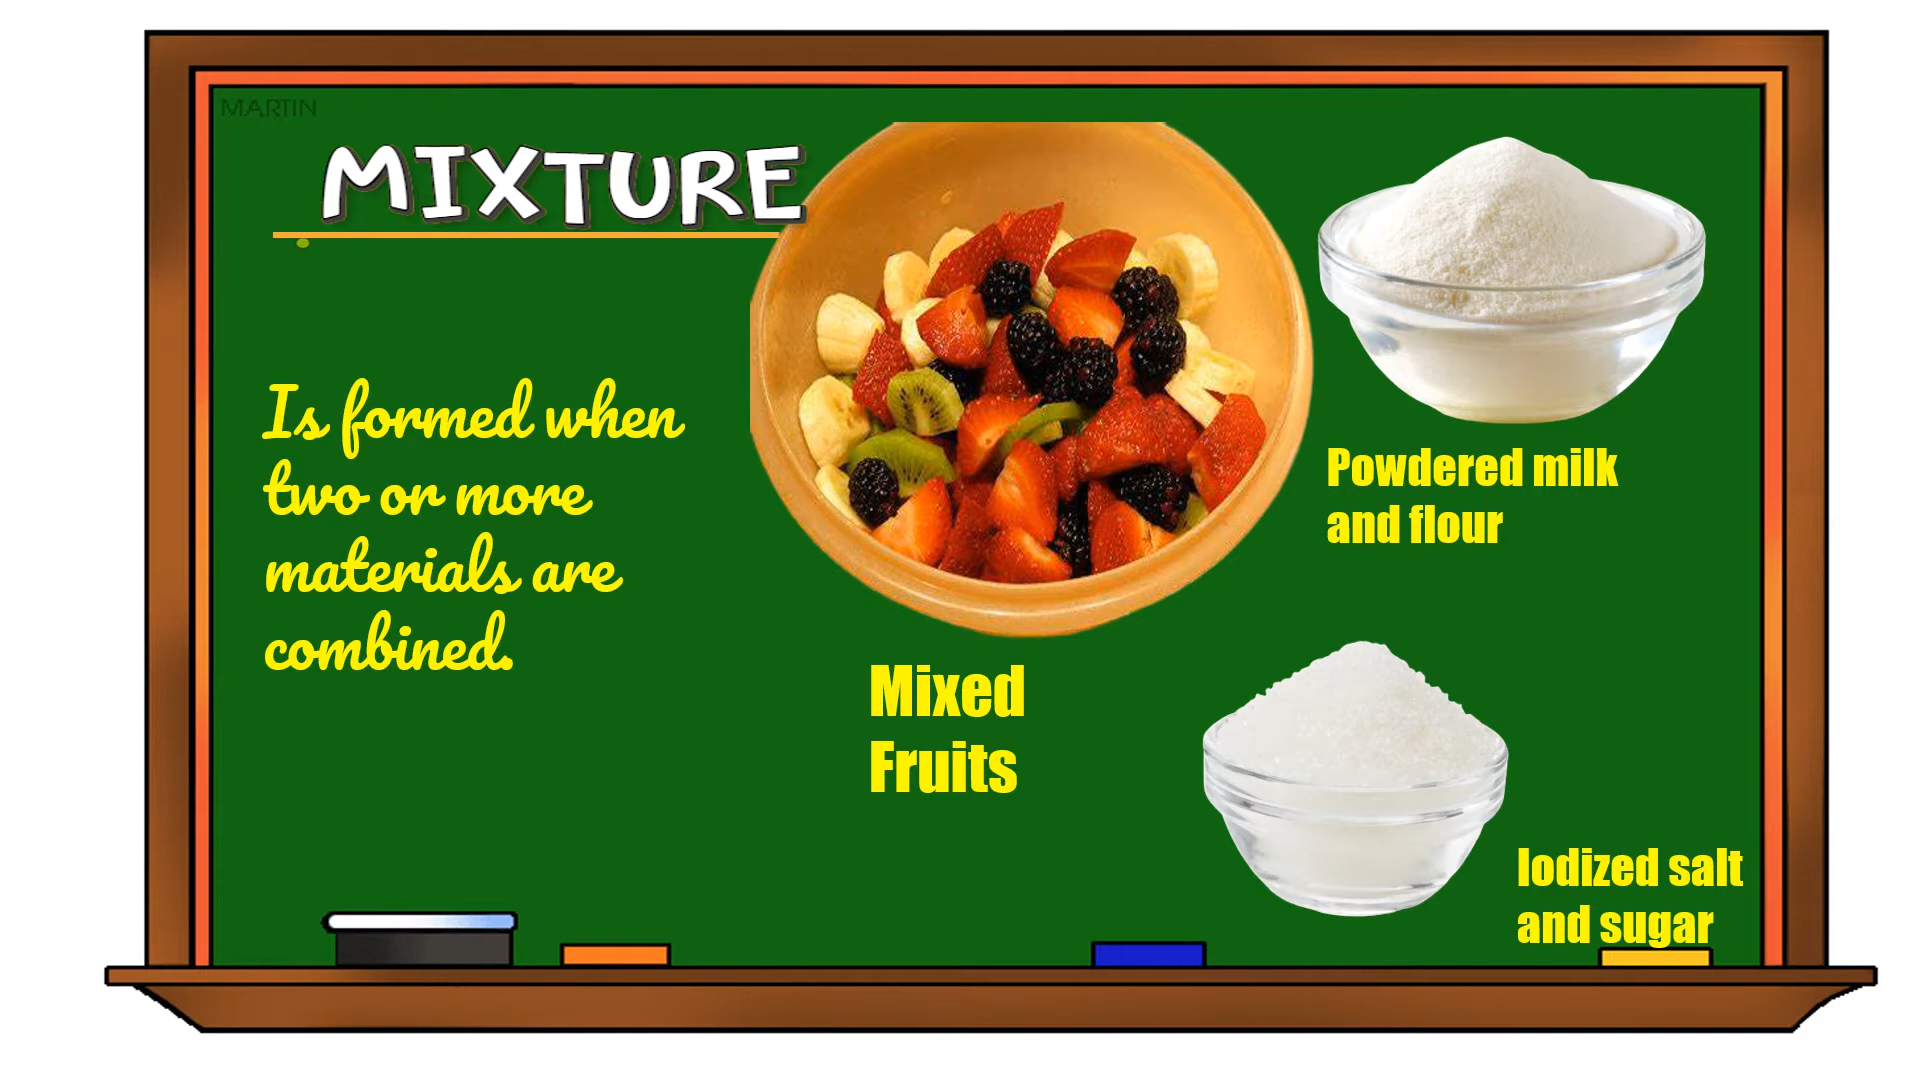 MARTIN
MIXTURE
Is formed when
two or more
materials are
combined.
Mixed
Fruits
Powdered milk
and flour
Iodized salt
and sugar